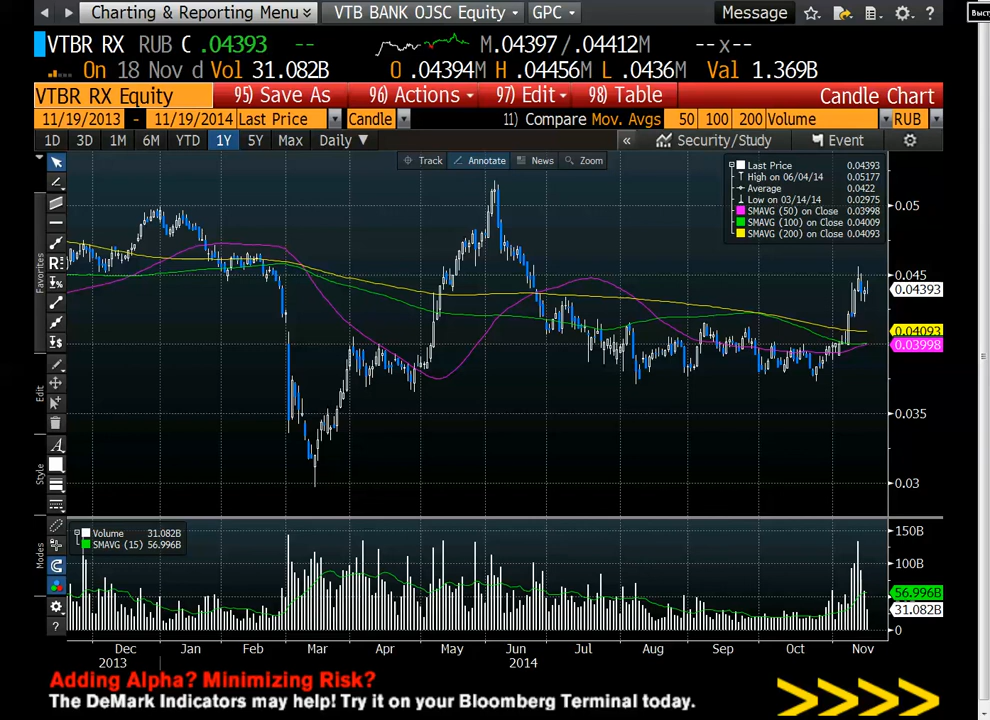 Charting & Reporting Menu VTB BANK OJSC Equity GPC Message ?
VTBR RX RUB C .04393 -- M.04397/.04412M --x--
On 18 Nov d Vol 31.082B O .04394M H .04456M L .0436M Val 1.369B
VTBR RX Equity 95) Save As 96) Actions 97) Edit 98) Table Candle Chart
11/19/2013 - 11/19/2014 Last Price Candle 11) Compare Mov. Avgs 50 100 200 Volume RUB
1D 3D 1M 6M YTD 1Y 5Y Max Daily « Security/Study Event
Track Annotate News Zoom
Last Price 0.04393
High on 06/04/14 0.05177
Average 0.0422
Low on 03/14/14 0.02975
SMAVG (50) on Close 0.03998
SMAVG (100) on Close 0.04009
SMAVG (200) on Close 0.04093
0.05
0.045
0.04393
0.04093
0.03998
0.035
0.03
Favorites
Edit
Style
Modes
Volume 31.082B
SMAVG (15) 56.996B
150B
100B
56.996B
31.082B
0
Dec Jan Feb Mar Apr May Jun Jul Aug Sep Oct Nov
2013 2014
Adding Alpha? Minimizing Risk?
The DeMark Indicators may help! Try it on your Bloomberg Terminal today.